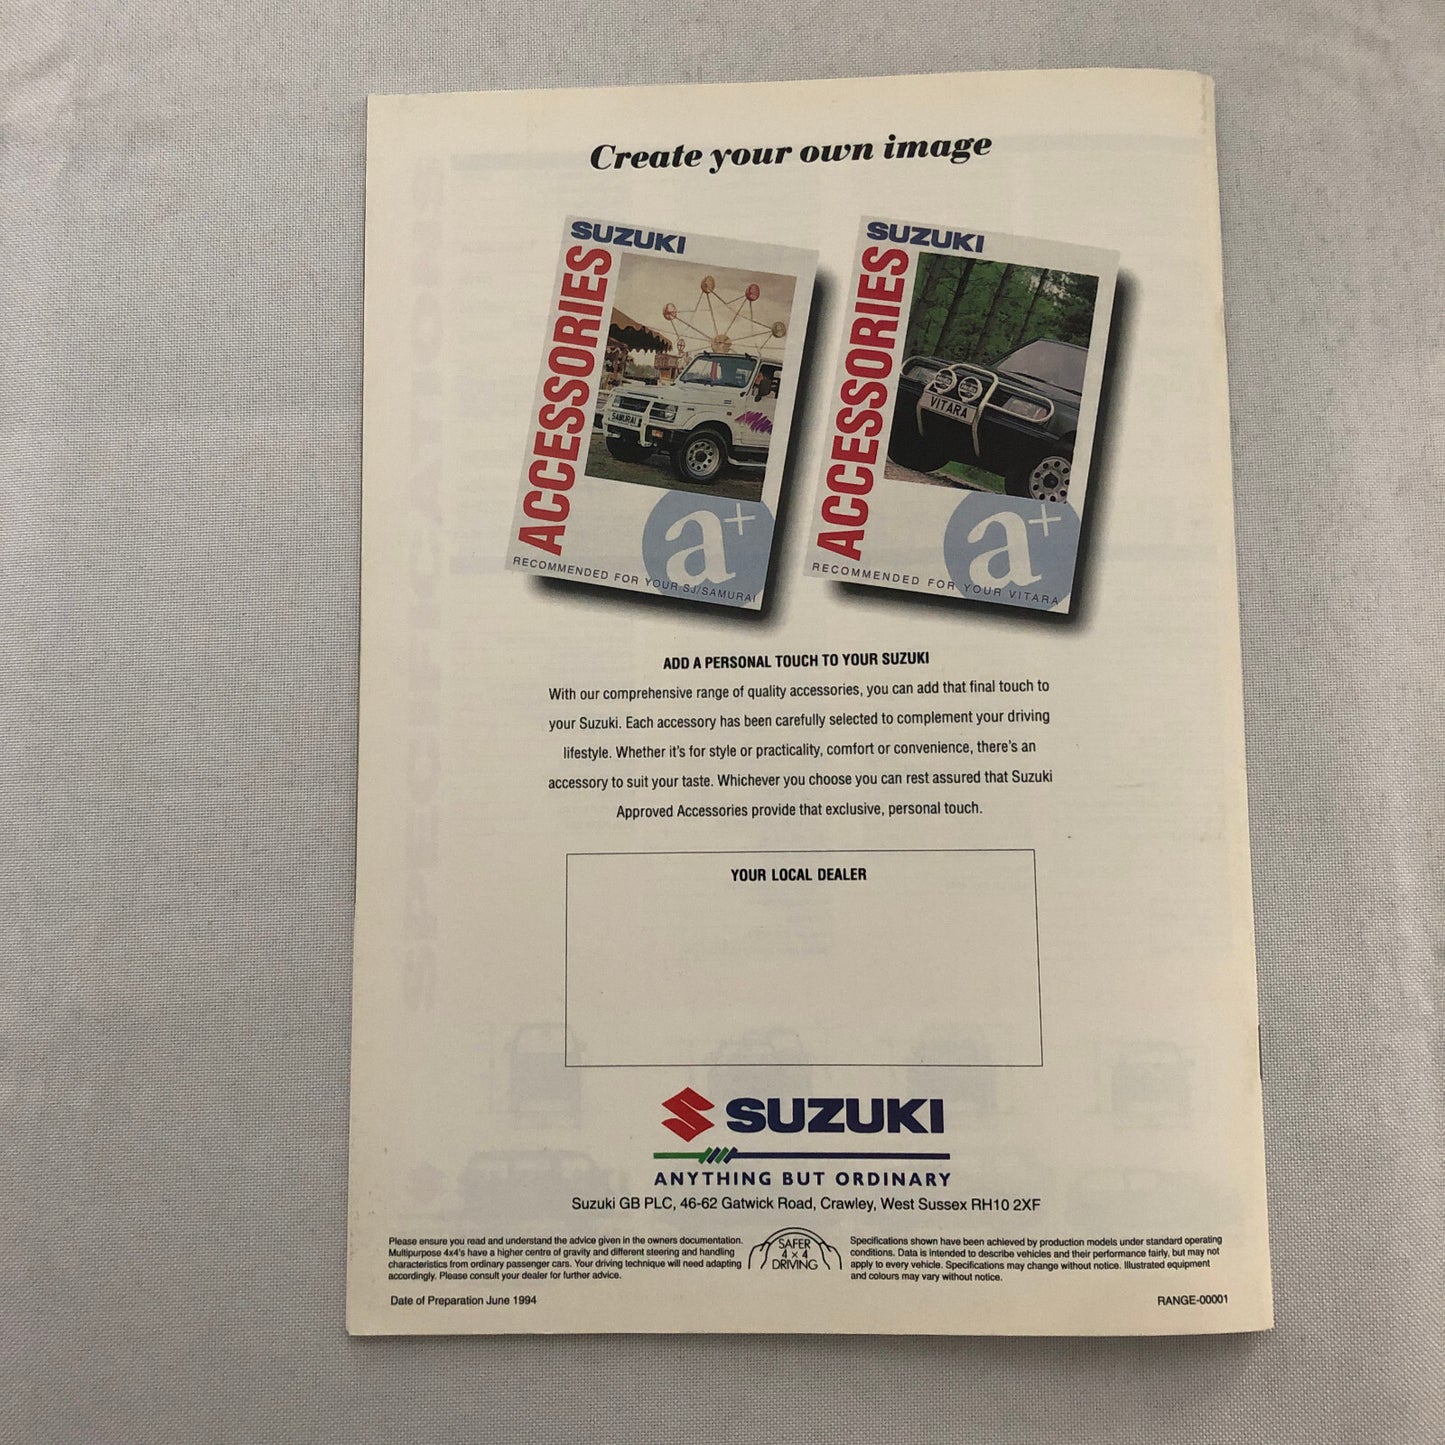 Create your own image
SUZUKI
ACCESSORIES
SAMURAI
a+
RECOMMENDED FOR YOUR SJ/SAMURAI
SUZUKI
ACCESSORIES
VITARA
a+
RECOMMENDED FOR YOUR VITARA
ADD A PERSONAL TOUCH TO YOUR SUZUKI
With our comprehensive range of quality accessories, you can add that final touch to
your Suzuki. Each accessory has been carefully selected to complement your driving
lifestyle. Whether it's for style or practicality, comfort or convenience, there's an
accessory to suit your taste. Whichever you choose you can rest assured that Suzuki
Approved Accessories provide that exclusive, personal touch.
YOUR LOCAL DEALER
SUZUKI
ANYTHING BUT ORDINARY
Suzuki GB PLC, 46-62 Gatwick Road, Crawley, West Sussex RH10 2XF
Please ensure you read and understand the advice given in the owners documentation.
Multipurpose 4x4's have a higher centre of gravity and different steering and handling
characteristics from ordinary passenger cars. Your driving technique will need adapting
accordingly. Please consult your dealer for further advice.
SAFER
4 × 4
DRIVING
Specifications shown have been achieved by production models under standard operating
conditions. Data is intended to describe vehicles and their performance fairly, but may not
apply to every vehicle. Specifications may change without notice. Illustrated equipment
and colours may vary without notice.
Date of Preparation June 1994
RANGE-00001